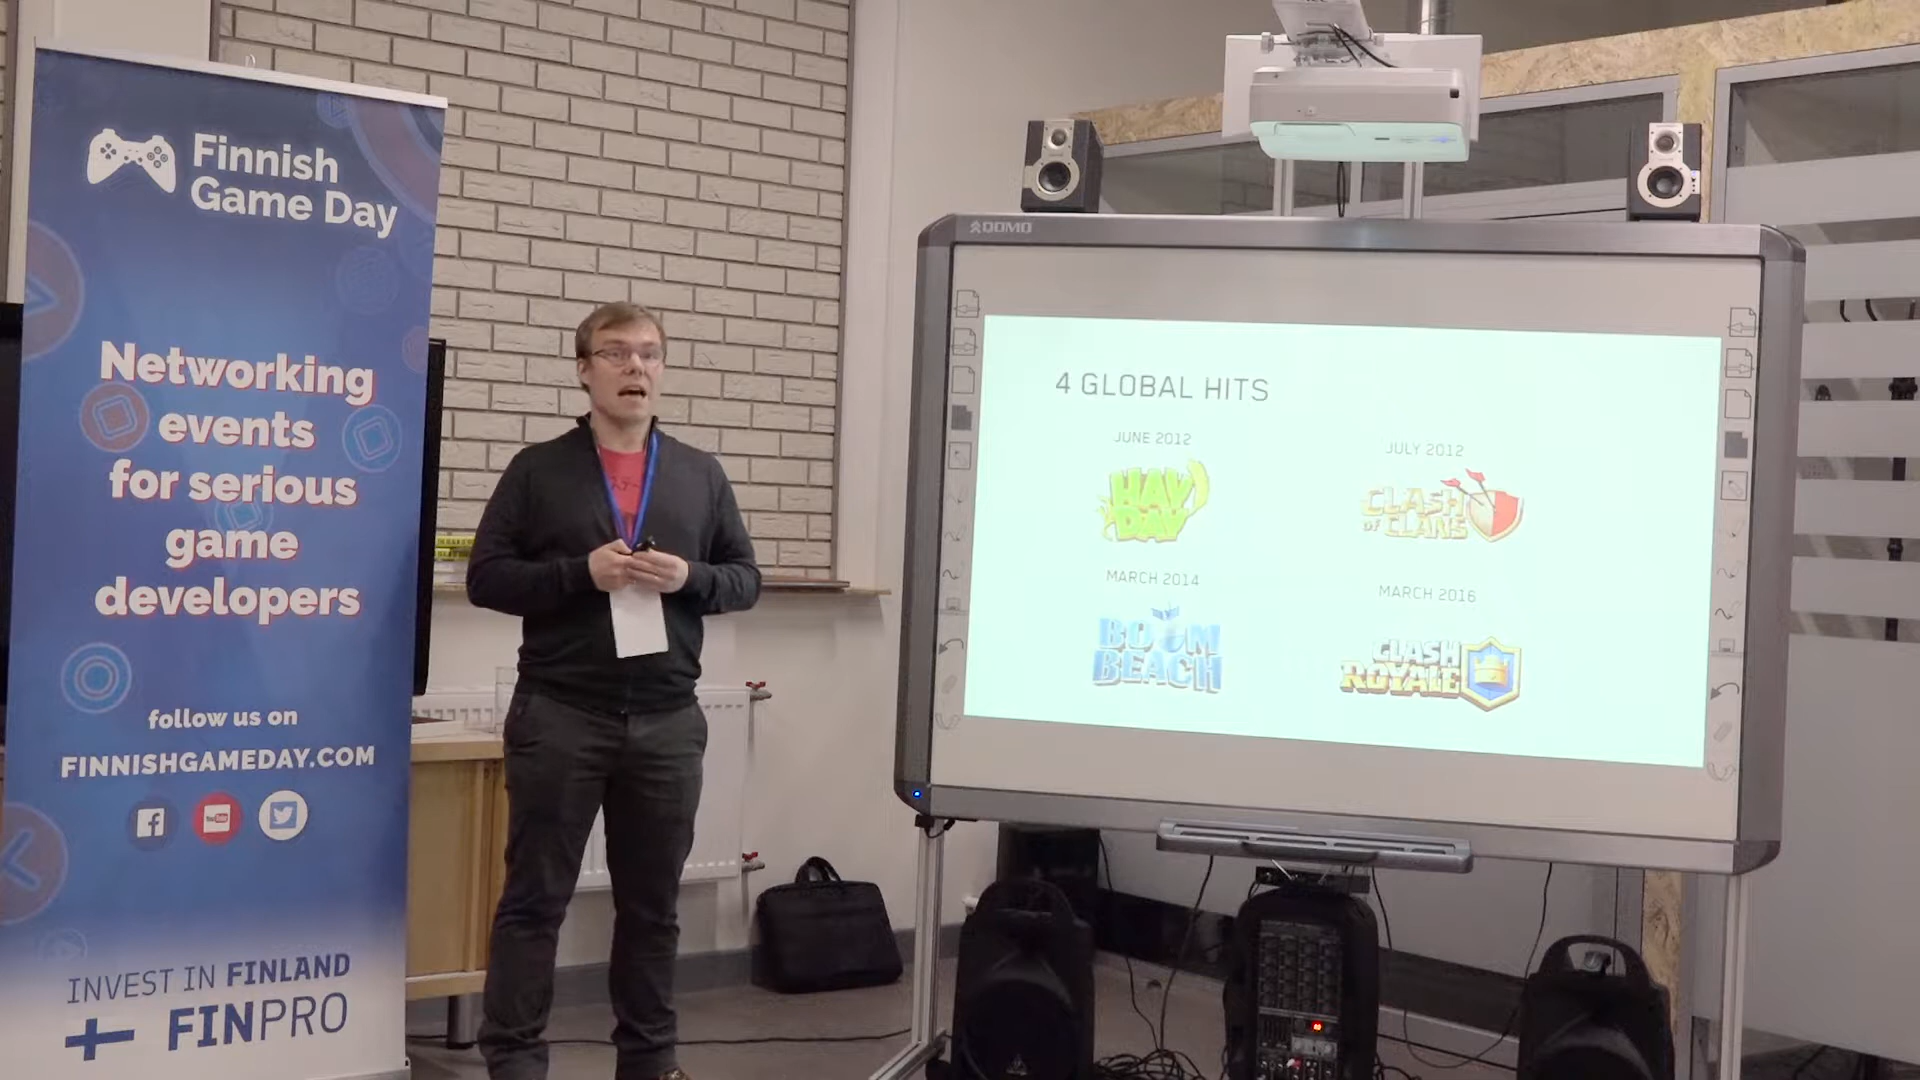 Finnish
Game Day
Networking
events
for serious
game
developers
follow us on
FINNISHGAMEDAY.COM
INVEST IN FINLAND
FINPRO
DOMO
4 GLOBAL HITS
JUNE 2012
HAY
DAY
JULY 2012
CLASH
OF CLANS
MARCH 2014
BOOM
BEACH
MARCH 2016
CLASH
ROYALE